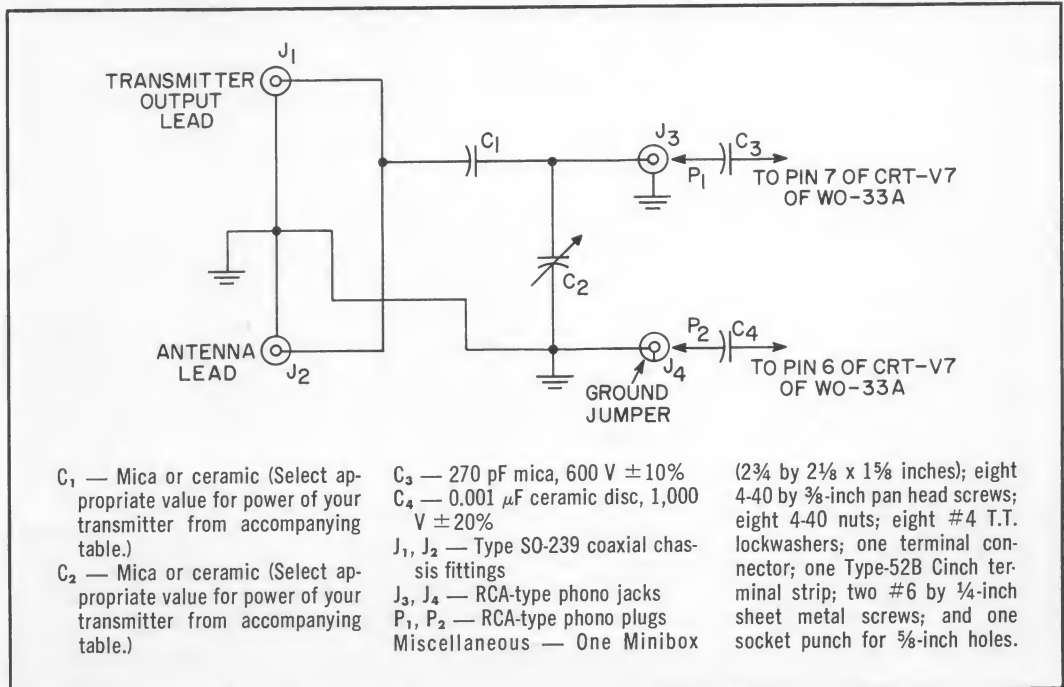 J₁
TRANSMITTER
OUTPUT
LEAD
C₁
J₃
C₃
P₁
TO PIN 7 OF CRT-V7
OF WO-33A
C₂
ANTENNA
LEAD
J₂
P₂
C₄
J₄
GROUND
JUMPER
TO PIN 6 OF CRT-V7
OF WO-33A
C₁ — Mica or ceramic (Select ap-
propriate value for power of your
transmitter from accompanying
table.)
C₂ — Mica or ceramic (Select ap-
propriate value for power of your
transmitter from accompanying
table.)
C₃ — 270 pF mica, 600 V ±10%
C₄ — 0.001 μF ceramic disc, 1,000
V ±20%
J₁, J₂ — Type SO-239 coaxial chas-
sis fittings
J₃, J₄ — RCA-type phono jacks
P₁, P₂ — RCA-type phono plugs
Miscellaneous — One Minibox
(2¾ by 2⅛ x 1⅝ inches); eight
4-40 by ⅜-inch pan head screws;
eight 4-40 nuts; eight #4 T.T.
lockwashers; one terminal con-
nector; one Type-52B Cinch ter-
minal strip; two #6 by ¼-inch
sheet metal screws; and one
socket punch for ⅝-inch holes.